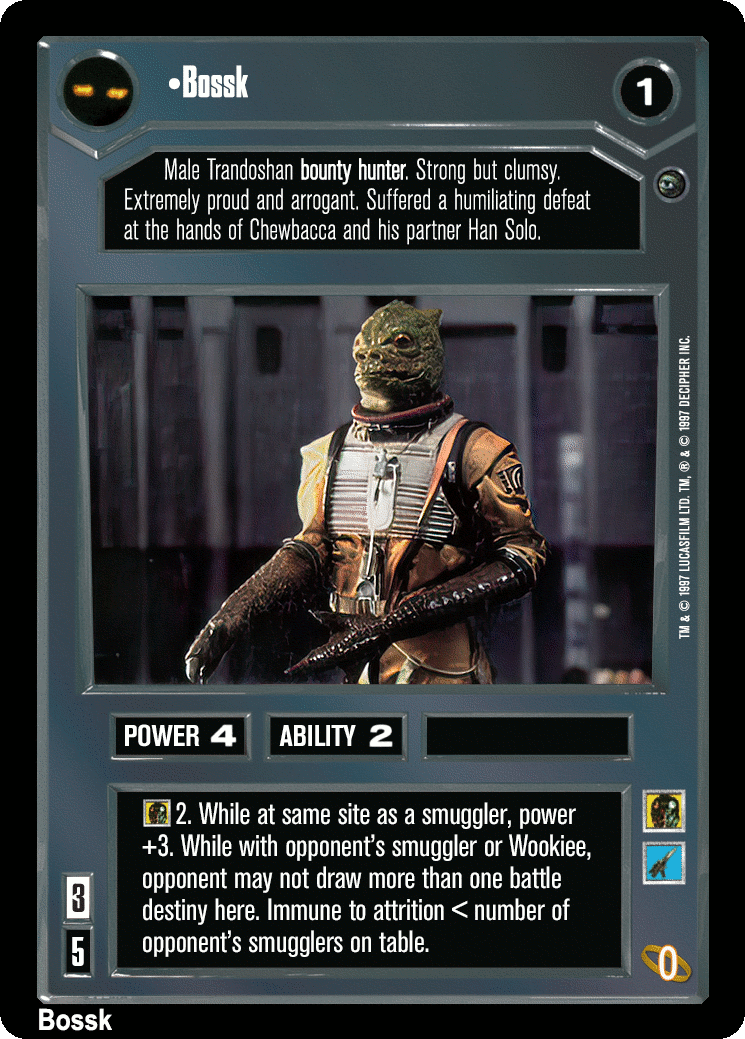 •Bossk
1
Male Trandoshan bounty hunter. Strong but clumsy.
Extremely proud and arrogant. Suffered a humiliating defeat
at the hands of Chewbacca and his partner Han Solo.
TM & © 1997 LUCASFILM LTD. TM, ® & © 1997 DECIPHER INC.
POWER 4
ABILITY 2
2. While at same site as a smuggler, power
+3. While with opponent's smuggler or Wookiee,
opponent may not draw more than one battle
destiny here. Immune to attrition < number of
opponent's smugglers on table.
3
5
0
Bossk